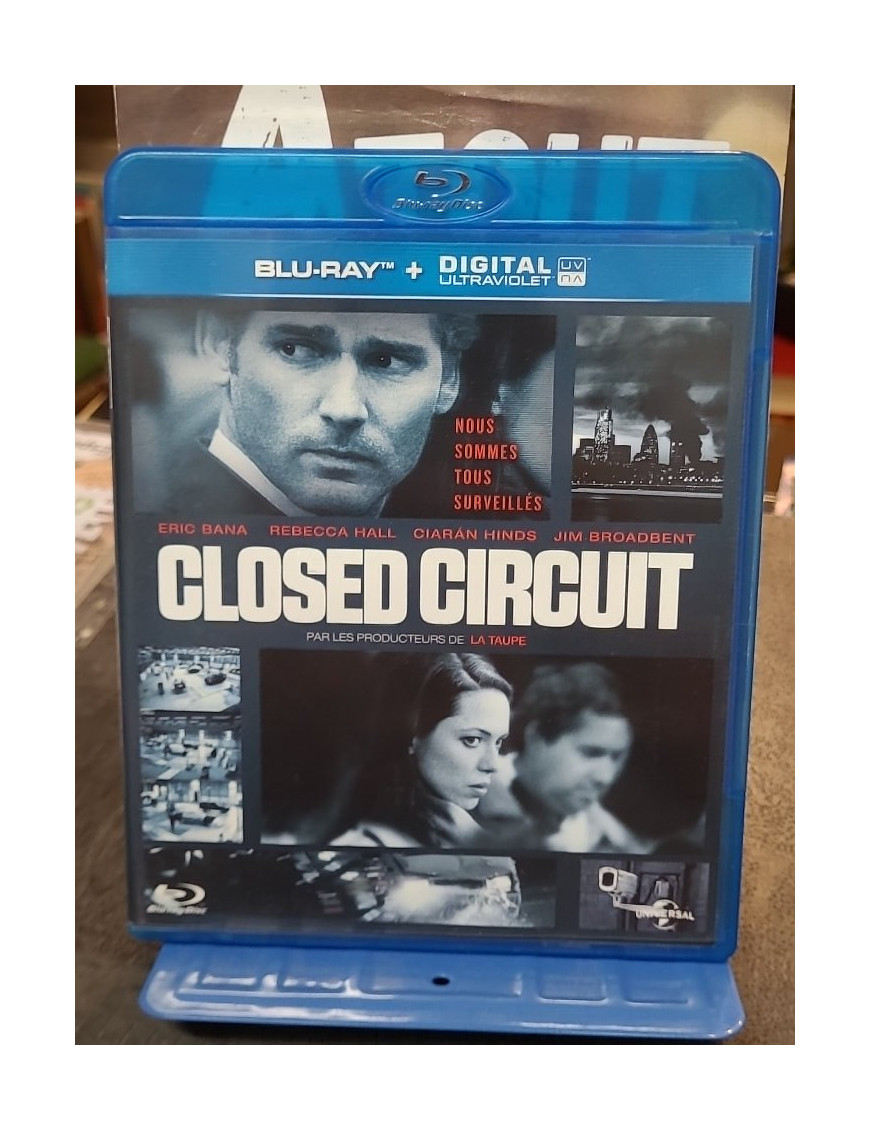 Blu-ray Disc
BLU-RAY™ + DIGITAL ULTRAVIOLET UV
NOUS
SOMMES
TOUS
SURVEILLÉS
ERIC BANA REBECCA HALL CIARÁN HINDS JIM BROADBENT
CLOSED CIRCUIT
PAR LES PRODUCTEURS DE LA TAUPE
Blu-ray Disc
UNIVERSAL